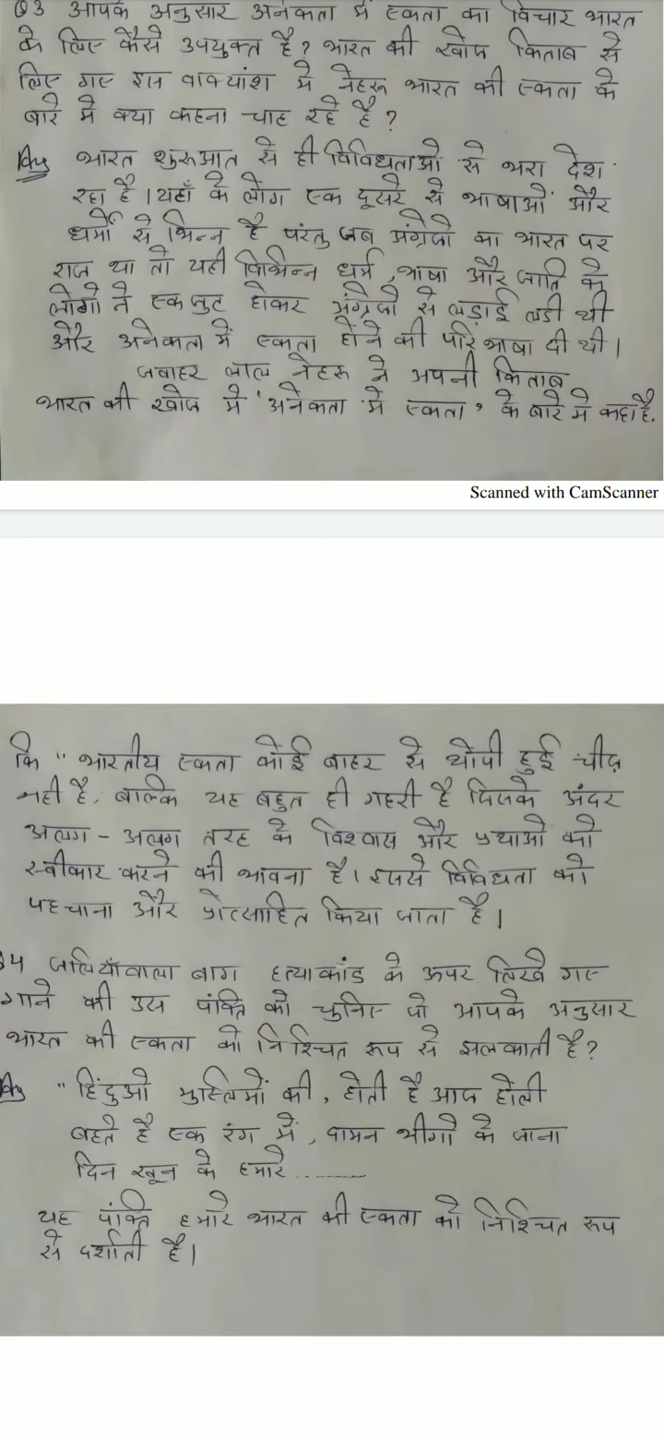 Q3 आपके अनुसार अनेकता में एकता का विचार भारत
के लिए कैसे उपयुक्त है? भारत की खोज किताब से
लिए गए इस वाक्यांश में नेहरू भारत की एकता के
बारे में क्या कहना चाह रहे है?
Ans भारत शुरुआत से ही विविधताओ से भरा देश
रहा है। यहाँ के लोग एक दूसरे से भाषाओं और
धर्मों से भिन्न है परंतु जब अंग्रेजो का भारत पर
राज था तो यही विभिन्न धर्म, भाषा और जाति के
लोगो ने एकजुट होकर अंग्रेजो से लड़ाई लडी थी
और अनेकता में एकता होने की परिभाषा दी थी।
जवाहर लाल नेहरू ने अपनी किताब
भारत की खोज में 'अनेकता में एकता' के बारे में कहा है.
Scanned with CamScanner
कि "भारतीय एकता कोई बाहर से थोपी हुई चीज़
नही है, बाल्कि यह बहुत ही गहरी है जिसके अंदर
अलग-अलग तरह के विश्वास और प्रथाओ को
स्वीकार करने की भावना है। इससे विविधता को
पहचाना और प्रोत्साहित किया जाता है।
Q4 जलियाँवाला बाग हत्याकांड के ऊपर लिखे गए
गाने की उस पंक्ति को चुनिए जो आपके अनुसार
भारत की एकता को निश्चित रूप से झलकाती है?
Ans "हिंदुओ मुस्लिमों की, होती है आज होली
बहते है एक रंग में, दामन भीगो के जाना
दिन खून के हमारे.........
यह पंक्ति हमारे भारत की एकता को निश्चित रूप
से दर्शाती है।